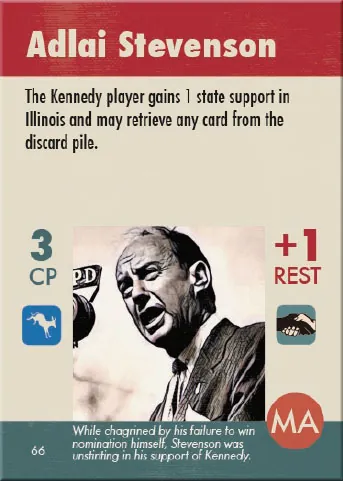 Adlai Stevenson
The Kennedy player gains 1 state support in
Illinois and may retrieve any card from the
discard pile.
3
CP
+1
REST
MA
66
While chagrined by his failure to win
nomination himself, Stevenson was
unstinting in his support of Kennedy.